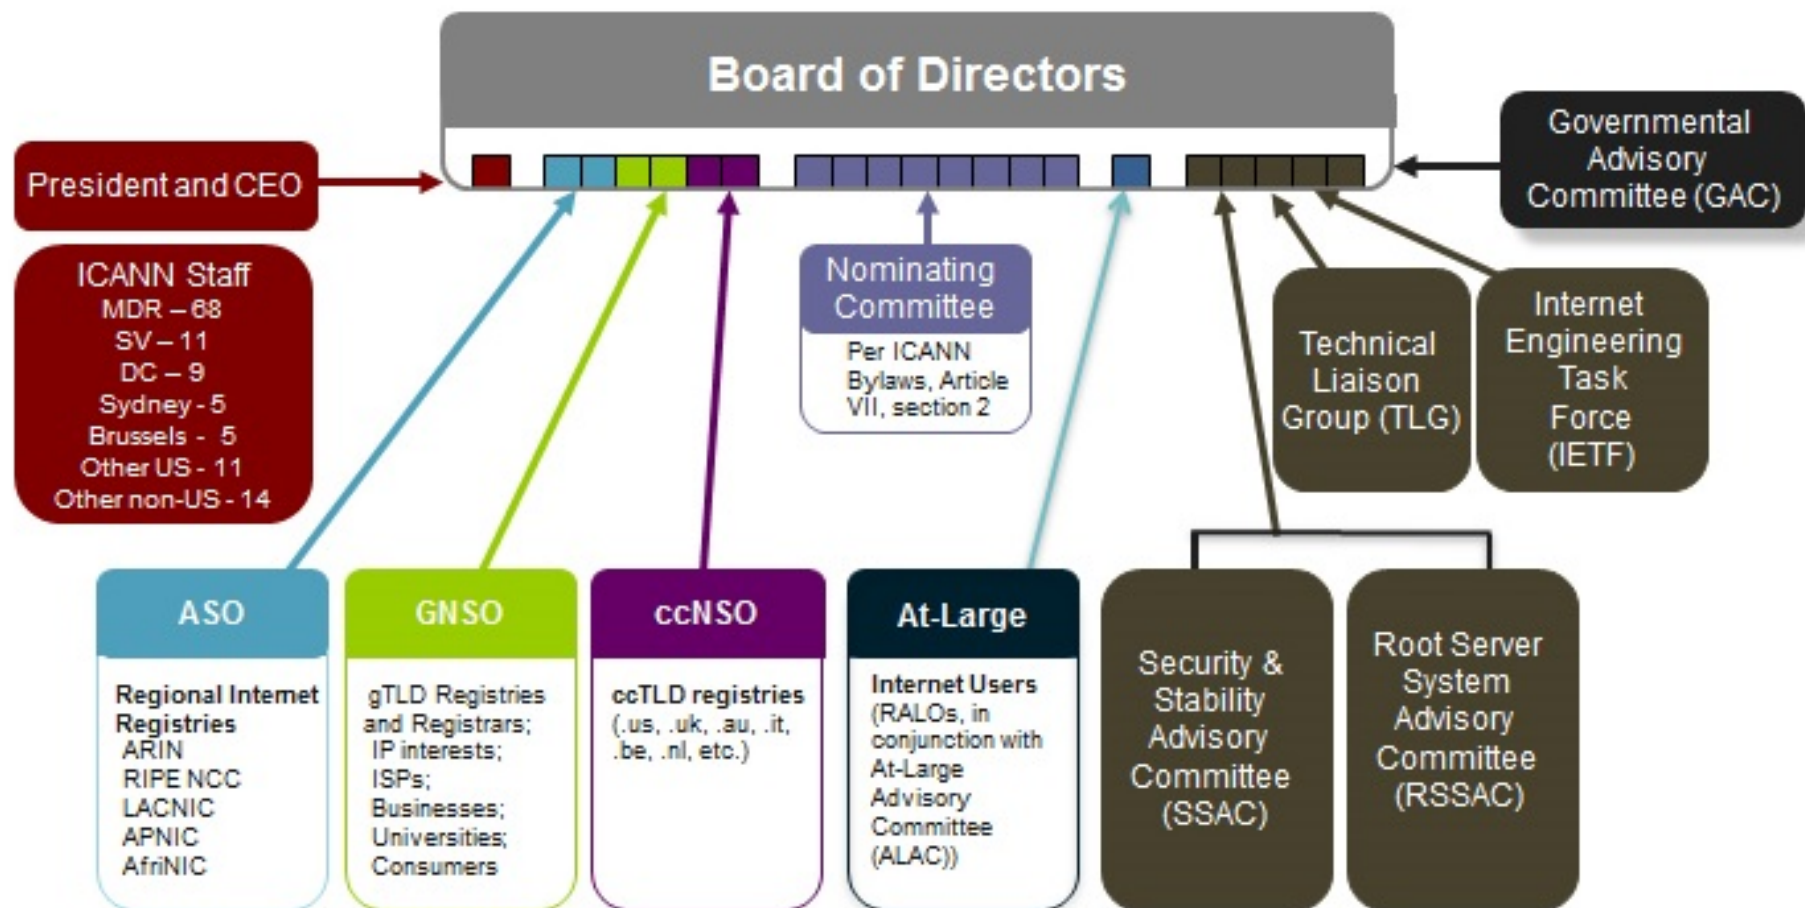 Board of Directors
President and CEO
ICANN Staff
MDR – 68
SV – 11
DC – 9
Sydney - 5
Brussels - 5
Other US - 11
Other non-US - 14
Governmental
Advisory
Committee (GAC)
Nominating
Committee
Per ICANN
Bylaws, Article
VII, section 2
Technical
Liaison
Group (TLG)
Internet
Engineering
Task
Force
(IETF)
ASO
Regional Internet
Registries
ARIN
RIPE NCC
LACNIC
APNIC
AfriNIC
GNSO
gTLD Registries
and Registrars;
IP interests;
ISPs;
Businesses;
Universities;
Consumers
ccNSO
ccTLD registries
(.us, .uk, .au, .it,
.be, .nl, etc.)
At-Large
Internet Users
(RALOs, in
conjunction with
At-Large
Advisory
Committee
(ALAC))
Security &
Stability
Advisory
Committee
(SSAC)
Root Server
System
Advisory
Committee
(RSSAC)